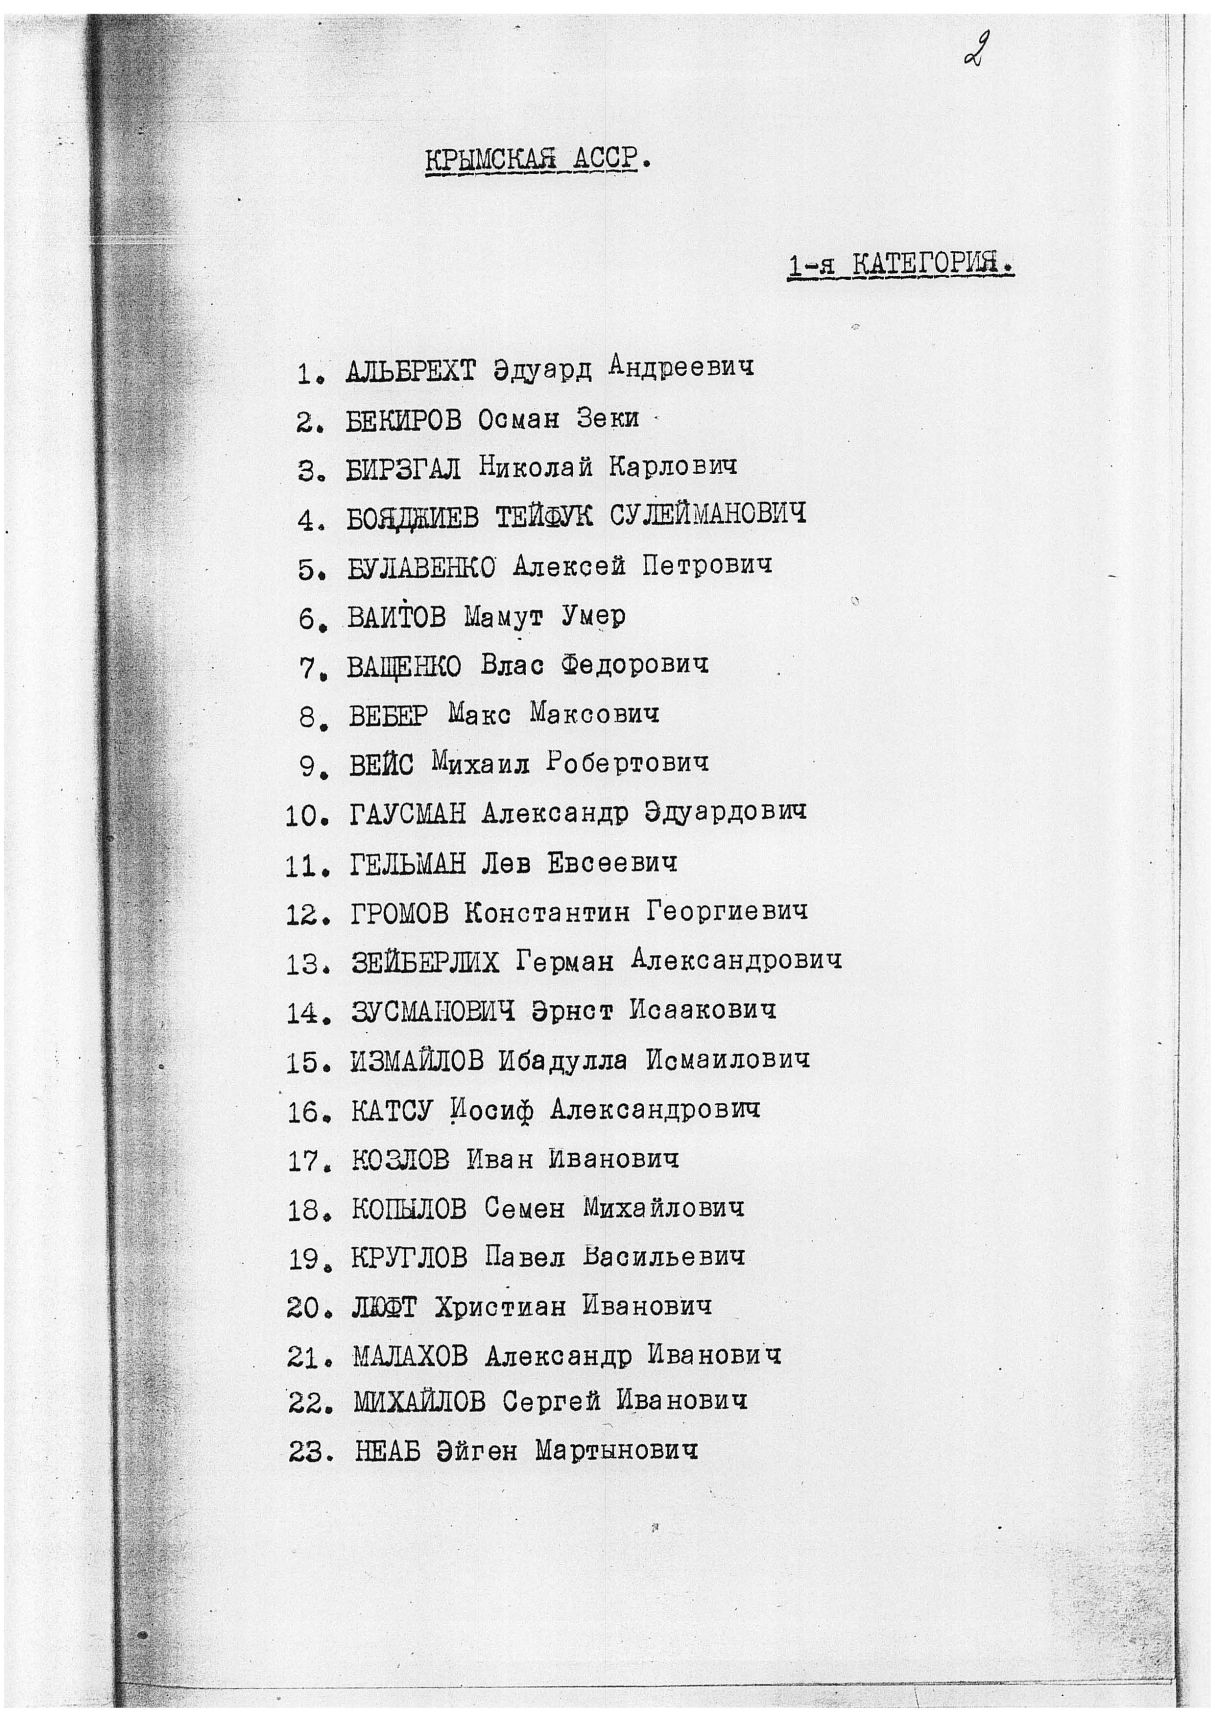 2
КРЫМСКАЯ АССР.
1-я КАТЕГОРИЯ.
1. АЛЬБРЕХТ Эдуард Андреевич
2. БЕКИРОВ Осман Зеки
3. БИРЗГАЛ Николай Карлович
4. БОЯДЖИЕВ ТЕЙФУК СУЛЕЙМАНОВИЧ
5. БУЛАВЕНКО Алексей Петрович
6. ВАИТОВ Мамут Умер
7. ВАЩЕНКО Влас Федорович
8. ВЕБЕР Макс Максович
9. ВЕЙС Михаил Робертович
10. ГАУСМАН Александр Эдуардович
11. ГЕЛЬМАН Лев Евсеевич
12. ГРОМОВ Константин Георгиевич
13. ЗЕЙБЕРЛИХ Герман Александрович
14. ЗУСМАНОВИЧ Эрнст Исаакович
15. ИЗМАЙЛОВ Ибадулла Исмаилович
16. КАТСУ Иосиф Александрович
17. КОЗЛОВ Иван Иванович
18. КОПЫЛОВ Семен Михайлович
19. КРУГЛОВ Павел Васильевич
20. ЛЮФТ Христиан Иванович
21. МАЛАХОВ Александр Иванович
22. МИХАЙЛОВ Сергей Иванович
23. НЕАБ Эйген Мартынович